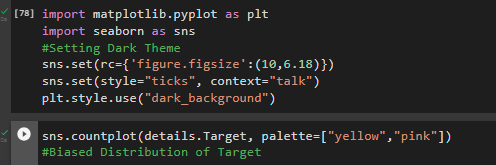 [78] import matplotlib.pyplot as plt
import seaborn as sns
#Setting Dark Theme
sns.set(rc={'figure.figsize':(10,6.18)})
sns.set(style="ticks", context="talk")
plt.style.use("dark_background")
sns.countplot(details.Target, palette=["yellow","pink"])
#Biased Distribution of Target